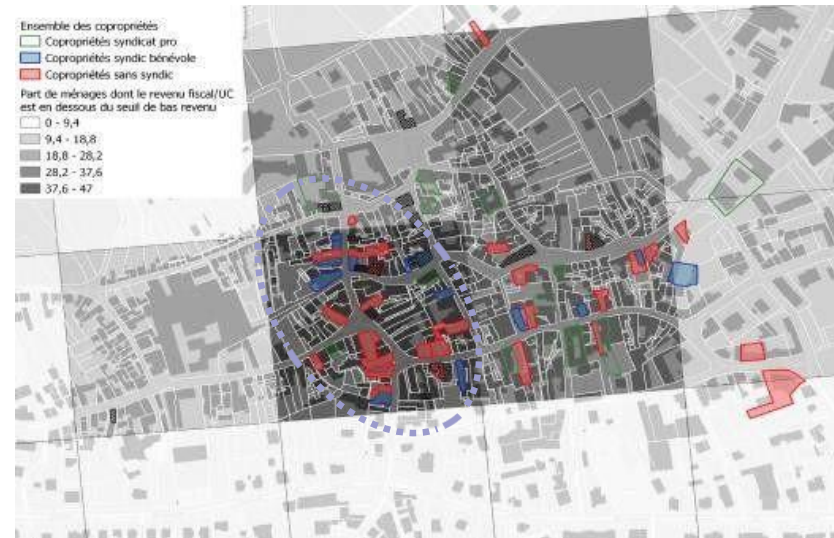 Ensemble des copropriétés
Copropriétés syndicat pro
Copropriétés syndic bénévole
Copropriétés sans syndic
Part de ménages dont le revenu fiscal/UC
est en dessous du seuil de bas revenu
0 - 9,4
9,4 - 18,8
18,8 - 28,2
28,2 - 37,6
37,6 - 47